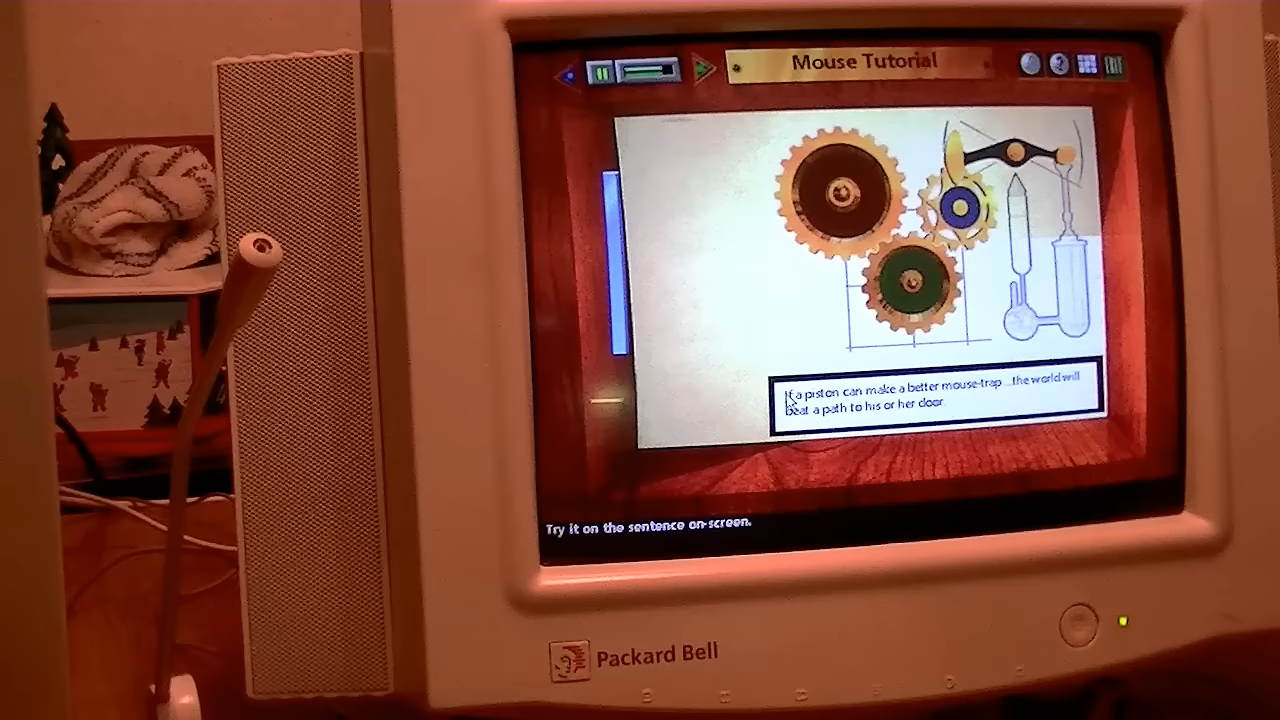 Mouse Tutorial
EXIT
If a piston can make a better mouse-trap ...the world will
beat a path to his or her door.
Try it on the sentence on-screen.
Packard Bell